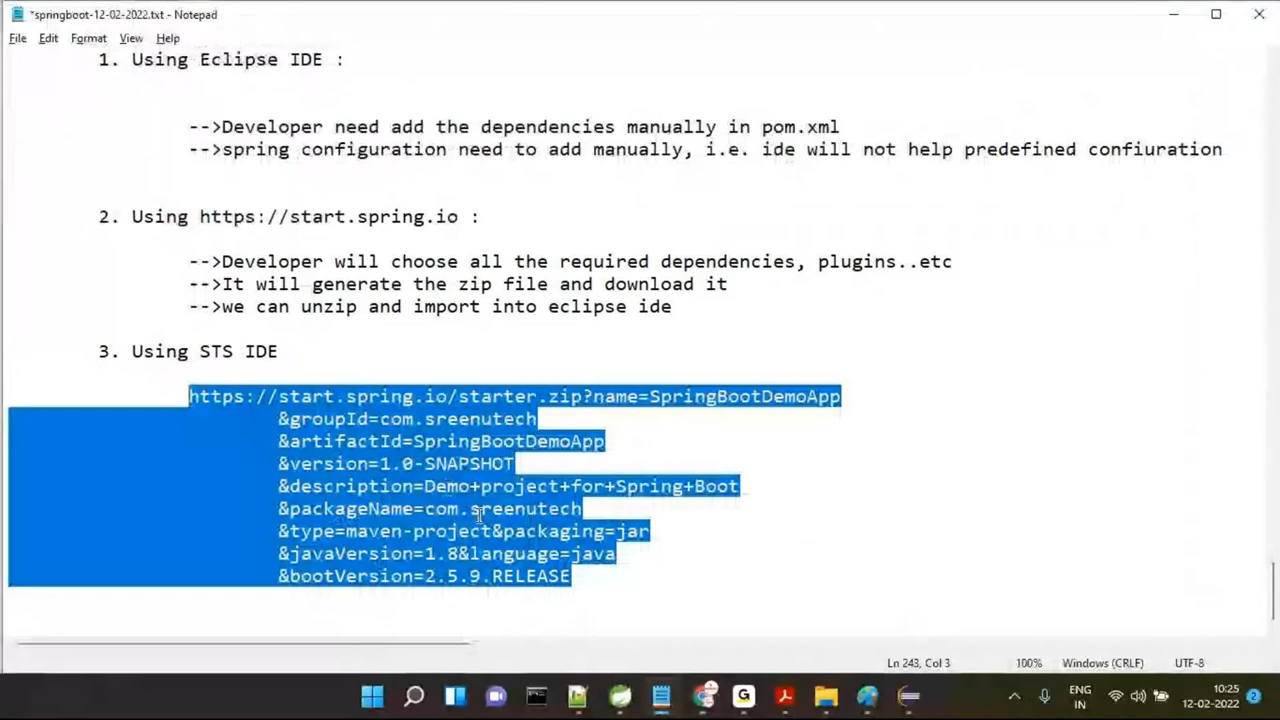 *springboot-12-02-2022.txt - Notepad
File Edit Format View Help
1. Using Eclipse IDE :
-->Developer need add the dependencies manually in pom.xml
-->spring configuration need to add manually, i.e. ide will not help predefined confiuration
2. Using https://start.spring.io :
-->Developer will choose all the required dependencies, plugins..etc
-->It will generate the zip file and download it
-->we can unzip and import into eclipse ide
3. Using STS IDE
https://start.spring.io/starter.zip?name=SpringBootDemoApp
&groupId=com.sreenutech
&artifactId=SpringBootDemoApp
&version=1.0-SNAPSHOT
&description=Demo+project+for+Spring+Boot
&packageName=com.sreenutech
&type=maven-project&packaging=jar
&javaVersion=1.8&language=java
&bootVersion=2.5.9.RELEASE
Ln 243, Col 3 100% Windows (CRLF) UTF-8
G
ENG
IN
10:25
12-02-2022
2